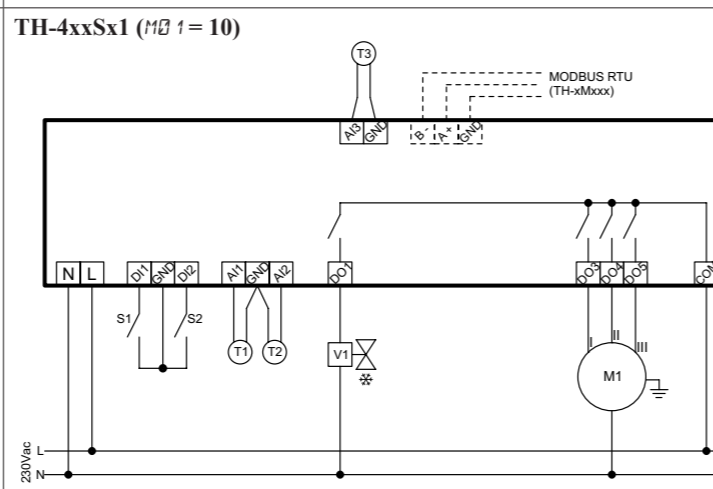 TH-4xxSx1 (M01 = 10)
T3
MODBUS RTU
(TH-xMxxx)
AI3 GND B - A + GND
N L DI1 GND DI2 AI1 GND AI2 DO1 DO3 DO4 DO5 COM
S1 S2
I II III
T1 T2 V1
M1
230Vac
L
N